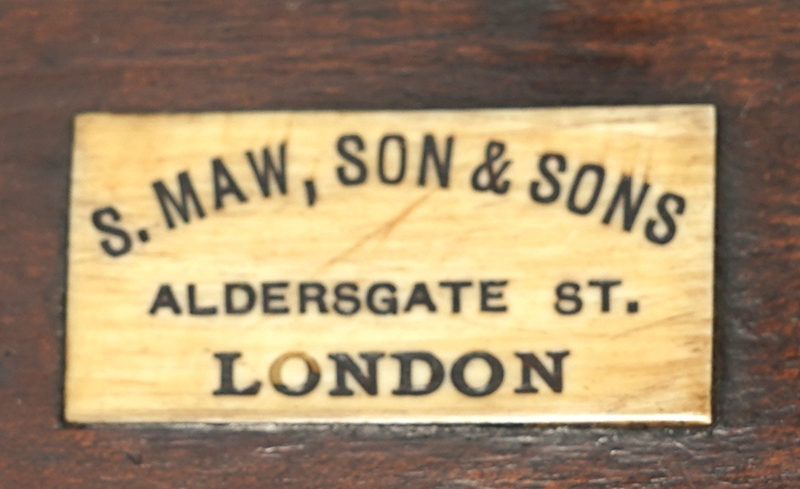 S. MAW, SON & SONS
ALDERSGATE ST.
LONDON